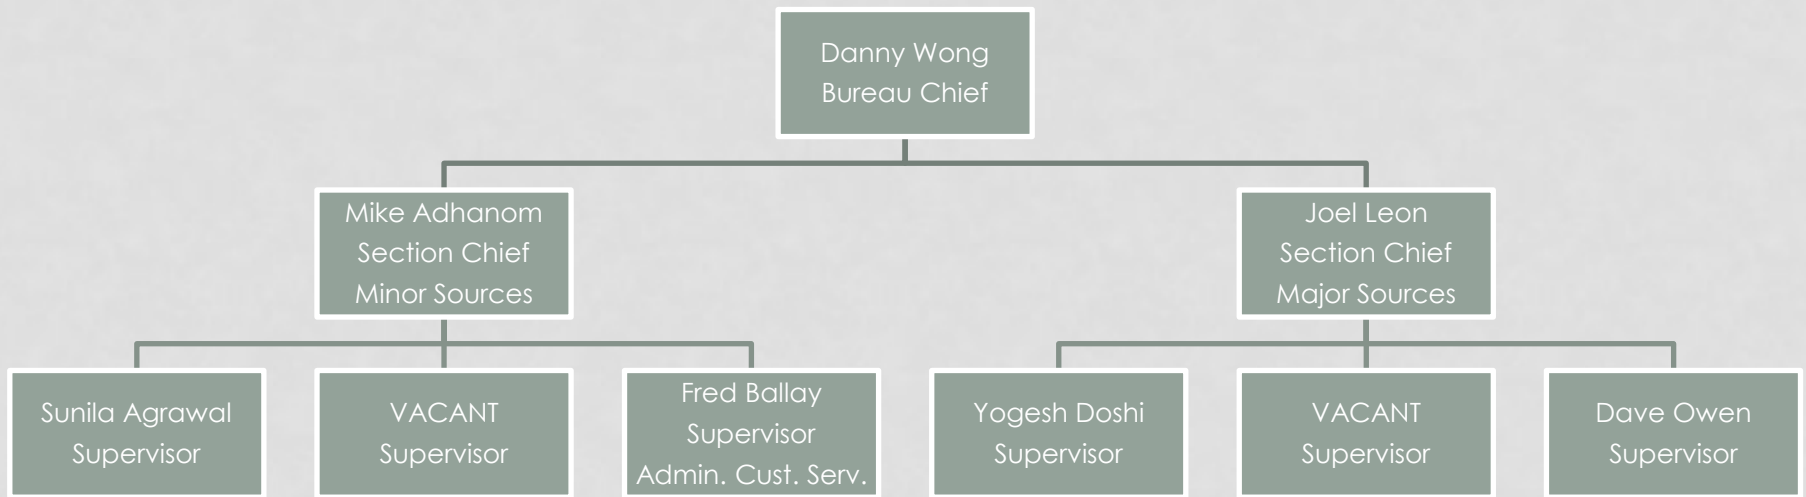 Danny Wong
Bureau Chief
Mike Adhanom
Section Chief
Minor Sources
Joel Leon
Section Chief
Major Sources
Sunila Agrawal
Supervisor
VACANT
Supervisor
Fred Ballay
Supervisor
Admin. Cust. Serv.
Yogesh Doshi
Supervisor
VACANT
Supervisor
Dave Owen
Supervisor